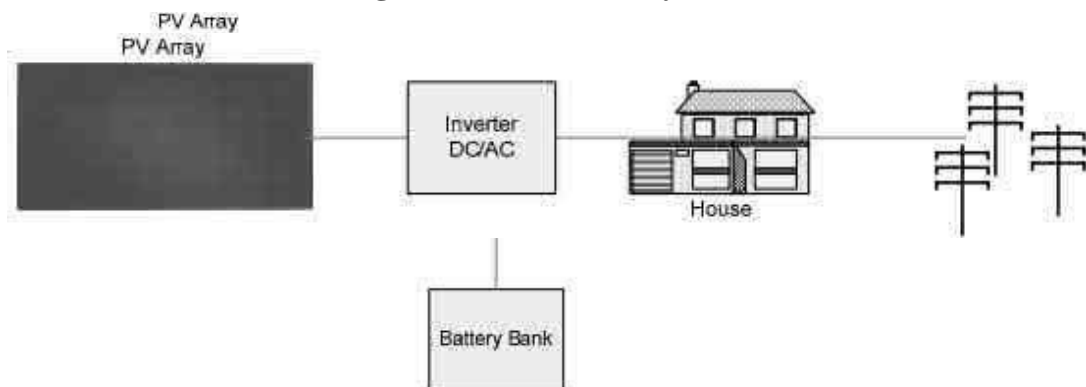 PV Array
PV Array
Inverter
DC/AC
House
Battery Bank